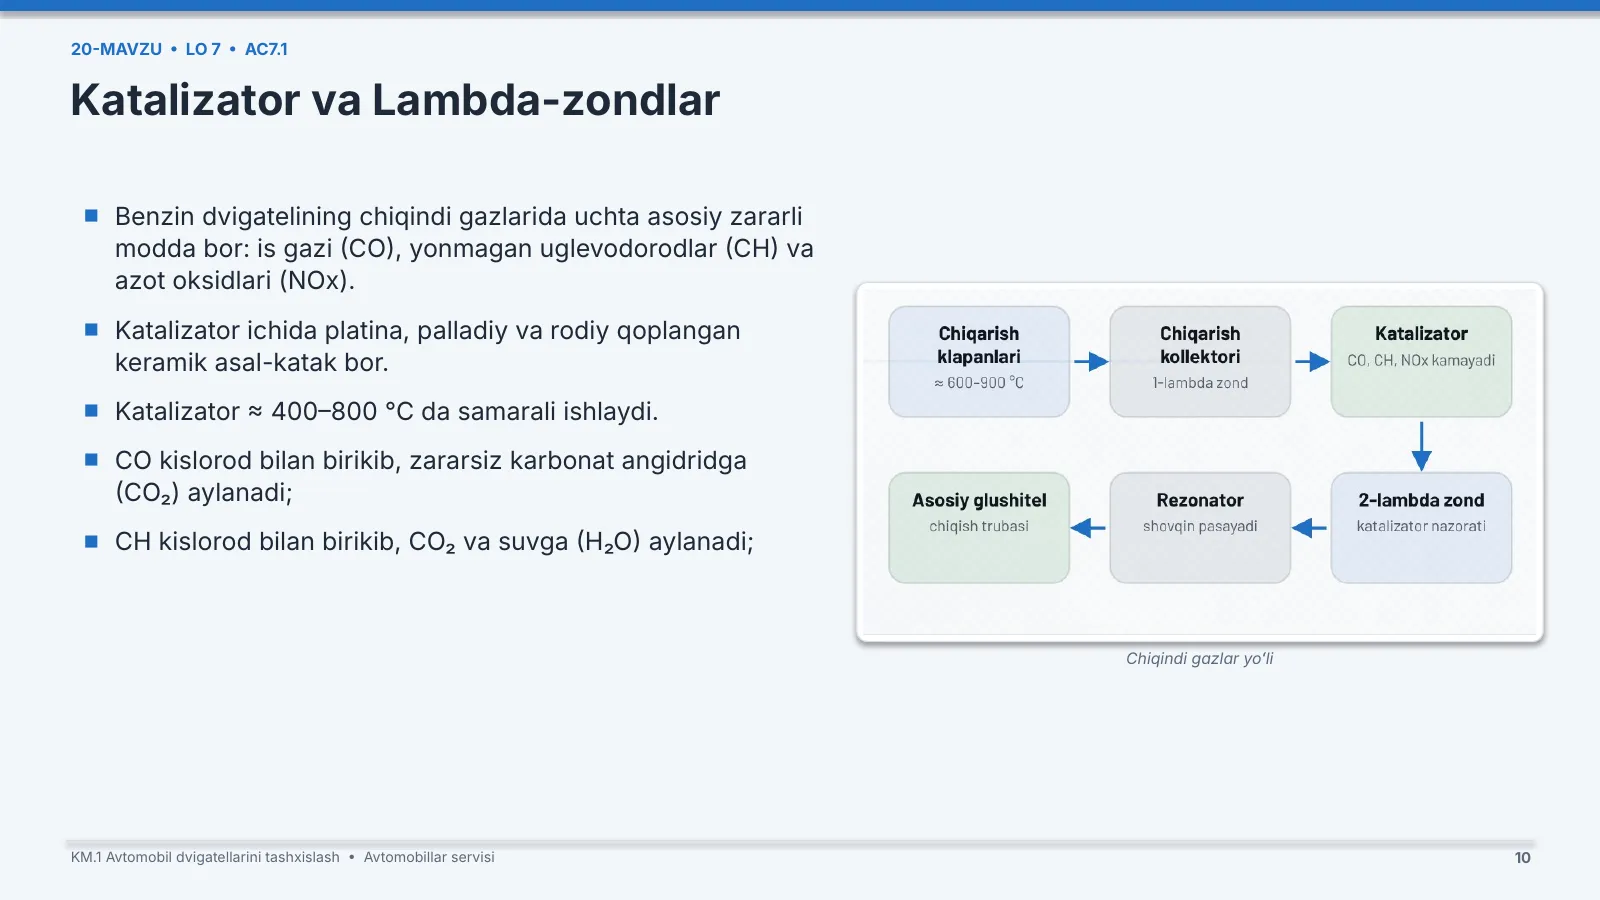 20-MAVZU • LO 7 • AC7.1
Katalizator va Lambda-zondlar
Benzin dvigatelining chiqindi gazlarida uchta asosiy zararli
modda bor: is gazi (CO), yonmagan uglevodorodlar (CH) va
azot oksidlari (NOx).
Katalizator ichida platina, palladiy va rodiy qoplangan
keramik asal-katak bor.
Katalizator ≈ 400–800 °C da samarali ishlaydi.
CO kislorod bilan birikib, zararsiz karbonat angidridga
(CO₂) aylanadi;
CH kislorod bilan birikib, CO₂ va suvga (H₂O) aylanadi;
Chiqarish
klapanlari
≈ 600-900 °C
Chiqarish
kollektori
1-lambda zond
Katalizator
CO, CH, NOx kamayadi
Asosiy glushitel
chiqish trubasi
Rezonator
shovqin pasayadi
2-lambda zond
katalizator nazorati
Chiqindi gazlar yo‘li
KM.1 Avtomobil dvigatellarini tashxislash • Avtomobillar servisi
10